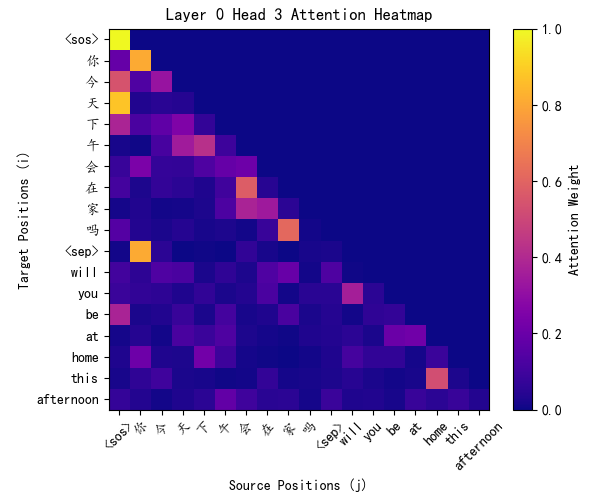 Layer 0 Head 3 Attention Heatmap
<sos>
你
今
天
下
午
会
在
家
吗
<sep>
will
you
be
at
home
this
afternoon
Target Positions (i)
<sos> 你 今 天 下 午 会 在 家 吗 <sep> will you be at home this afternoon
Source Positions (j)
1.0
0.8
0.6
0.4
0.2
0.0
Attention Weight